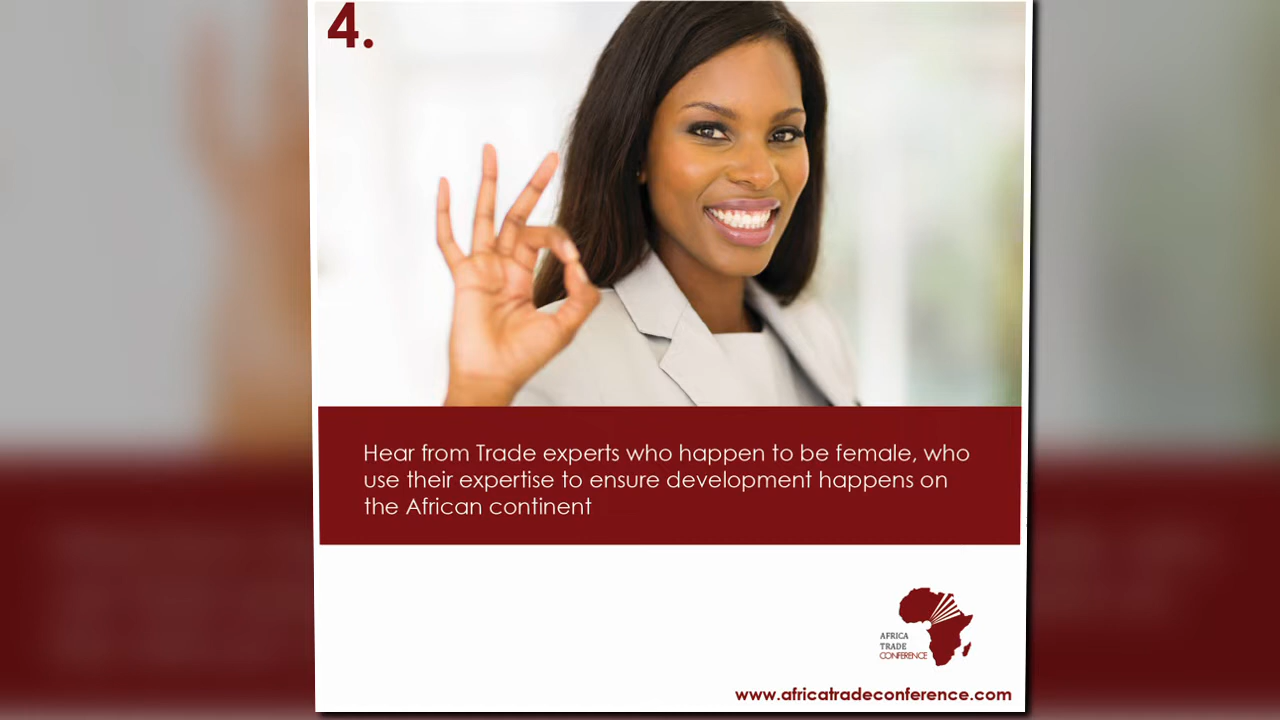 4.
Hear from Trade experts who happen to be female, who
use their expertise to ensure development happens on
the African continent
AFRICA
TRADE
CONFERENCE
www.africatradeconference.com